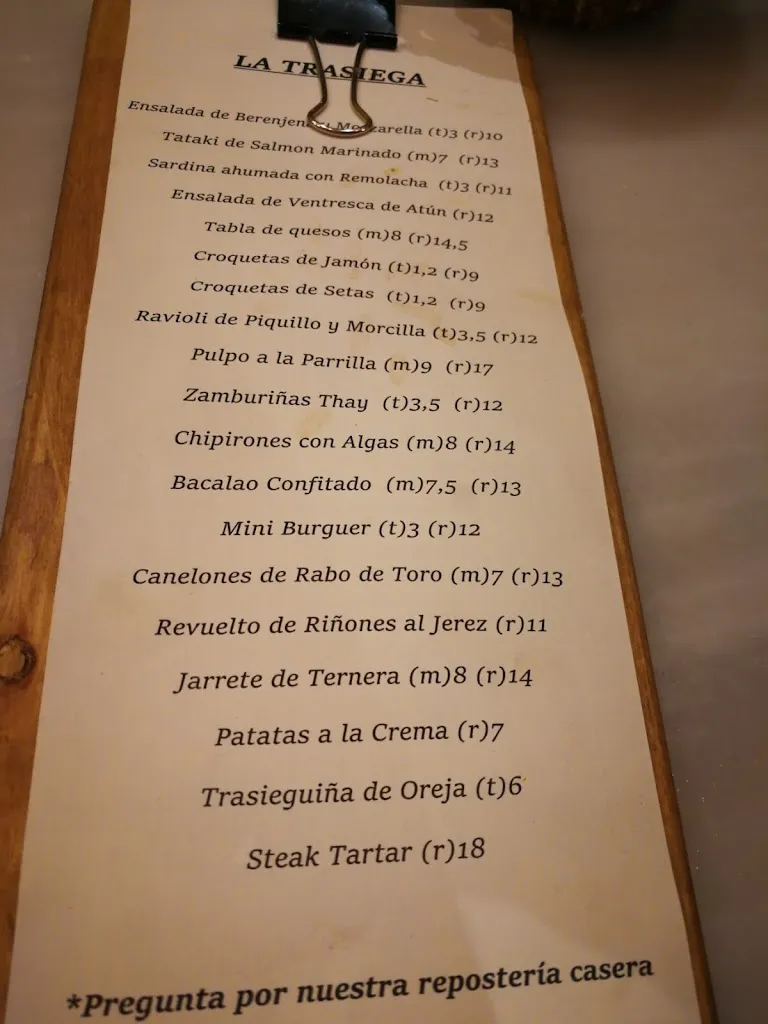 LA TRASIEGA
Ensalada de Mozzarella (t)3 (r)10
Tataki de Salmon Marinado (m)7 (r)13
Sardina ahumada con Remolacha (t)3 (r)11
Ensalada de Ventresca de Atún (r)12
Tabla de quesos (m)8 (r)14,5
Croquetas de Jamón (t)1,2 (r)9
Croquetas de Setas (t)1,2 (r)9
Ravioli de Piquillo y Morcilla (t)3,5 (r)12
Pulpo a la Parrilla (m)9 (r)17
Zamburiñas Thay (t)3,5 (r)12
Chipirones con Algas (m)8 (r)14
Bacalao Confitado (m)7,5 (r)13
Mini Burguer (t)3 (r)12
Canelones de Rabo de Toro (m)7 (r)13
Revuelto de Riñones al Jerez (r)11
Jarrete de Ternera (m)8 (r)14
Patatas a la Crema (r)7
Trasieguiña de Oreja (t)6
Steak Tartar (r)18
*Pregunta por nuestra repostería casera